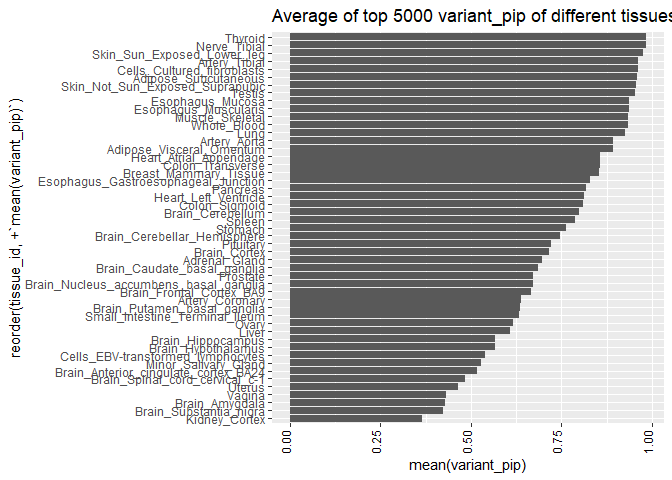 Average of top 5000 variant_pip of different tissues
reorder(tissue_id, +`mean(variant_pip)`)
Thyroid
Nerve_Tibial
Skin_Sun_Exposed_Lower_leg
Artery_Tibial
Cells_Cultured_fibroblasts
Adipose_Subcutaneous
Skin_Not_Sun_Exposed_Suprapubic
Testis
Esophagus_Mucosa
Esophagus_Muscularis
Muscle_Skeletal
Whole_Blood
Lung
Artery_Aorta
Adipose_Visceral_Omentum
Heart_Atrial_Appendage
Colon_Transverse
Breast_Mammary_Tissue
Esophagus_Gastroesophageal_Junction
Pancreas
Heart_Left_Ventricle
Colon_Sigmoid
Brain_Cerebellum
Spleen
Stomach
Brain_Cerebellar_Hemisphere
Pituitary
Brain_Cortex
Adrenal_Gland
Brain_Caudate_basal_ganglia
Prostate
Brain_Nucleus_accumbens_basal_ganglia
Brain_Frontal_Cortex_BA9
Artery_Coronary
Brain_Putamen_basal_ganglia
Small_Intestine_Terminal_Ileum
Ovary
Liver
Brain_Hippocampus
Brain_Hypothalamus
Cells_EBV-transformed_lymphocytes
Minor_Salivary_Gland
Brain_Anterior_cingulate_cortex_BA24
Brain_Spinal_cord_cervical_c-1
Uterus
Vagina
Brain_Amygdala
Brain_Substantia_nigra
Kidney_Cortex
0.00
0.25
0.50
0.75
1.00
mean(variant_pip)